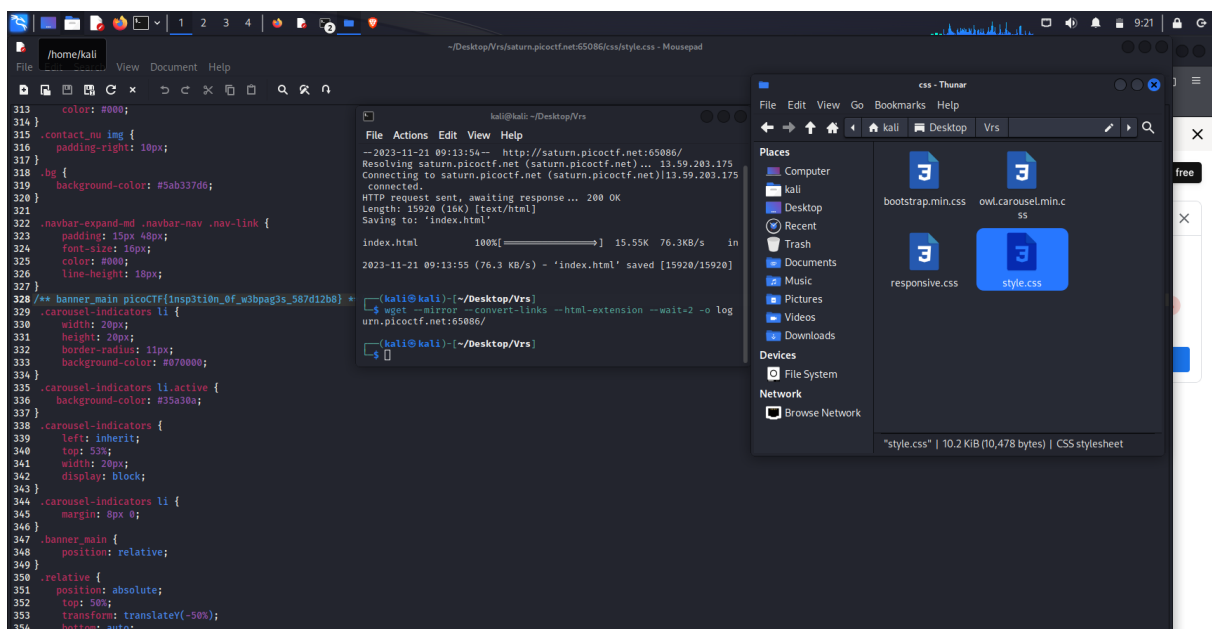 1 2 3 4
2
9:21
/home/kali
~/Desktop/Vrs/saturn.picoctf.net:65086/css/style.css - Mousepad
File Edit Search View Document Help
313 color: #000;
314 }
315 .contact_nu img {
316 padding-right: 10px;
317 }
318 .bg {
319 background-color: #5ab337d6;
320 }
321
322 .navbar-expand-md .navbar-nav .nav-link {
323 padding: 15px 48px;
324 font-size: 16px;
325 color: #000;
326 line-height: 18px;
327 }
328 /** banner_main picoCTF{1nsp3ti0n_0f_w3bpag3s_587d12b8} *
329 .carousel-indicators li {
330 width: 20px;
331 height: 20px;
332 border-radius: 11px;
333 background-color: #070000;
334 }
335 .carousel-indicators li.active {
336 background-color: #35a30a;
337 }
338 .carousel-indicators {
339 left: inherit;
340 top: 53%;
341 width: 20px;
342 display: block;
343 }
344 .carousel-indicators li {
345 margin: 8px 0;
346 }
347 .banner_main {
348 position: relative;
349 }
350 .relative {
351 position: absolute;
352 top: 50%;
353 transform: translateY(-50%);
354 bottom: auto;
kali@kali: ~/Desktop/Vrs
File Actions Edit View Help
--2023-11-21 09:13:54-- http://saturn.picoctf.net:65086/
Resolving saturn.picoctf.net (saturn.picoctf.net)... 13.59.203.175
Connecting to saturn.picoctf.net (saturn.picoctf.net)|13.59.203.175
connected.
HTTP request sent, awaiting response... 200 OK
Length: 15920 (16K) [text/html]
Saving to: ‘index.html’
index.html 100%[===================>] 15.55K 76.3KB/s in
2023-11-21 09:13:55 (76.3 KB/s) - ‘index.html’ saved [15920/15920]
(kali㉿kali)-[~/Desktop/Vrs]
$ wget --mirror --convert-links --html-extension --wait=2 -o log
urn.picoctf.net:65086/
(kali㉿kali)-[~/Desktop/Vrs]
$
css - Thunar
File Edit View Go Bookmarks Help
kali Desktop Vrs
Places
Computer
kali
Desktop
Recent
Trash
Documents
Music
Pictures
Videos
Downloads
Devices
File System
Network
Browse Network
bootstrap.min.css
owl.carousel.min.c
ss
responsive.css
style.css
"style.css" | 10.2 KiB (10,478 bytes) | CSS stylesheet
free